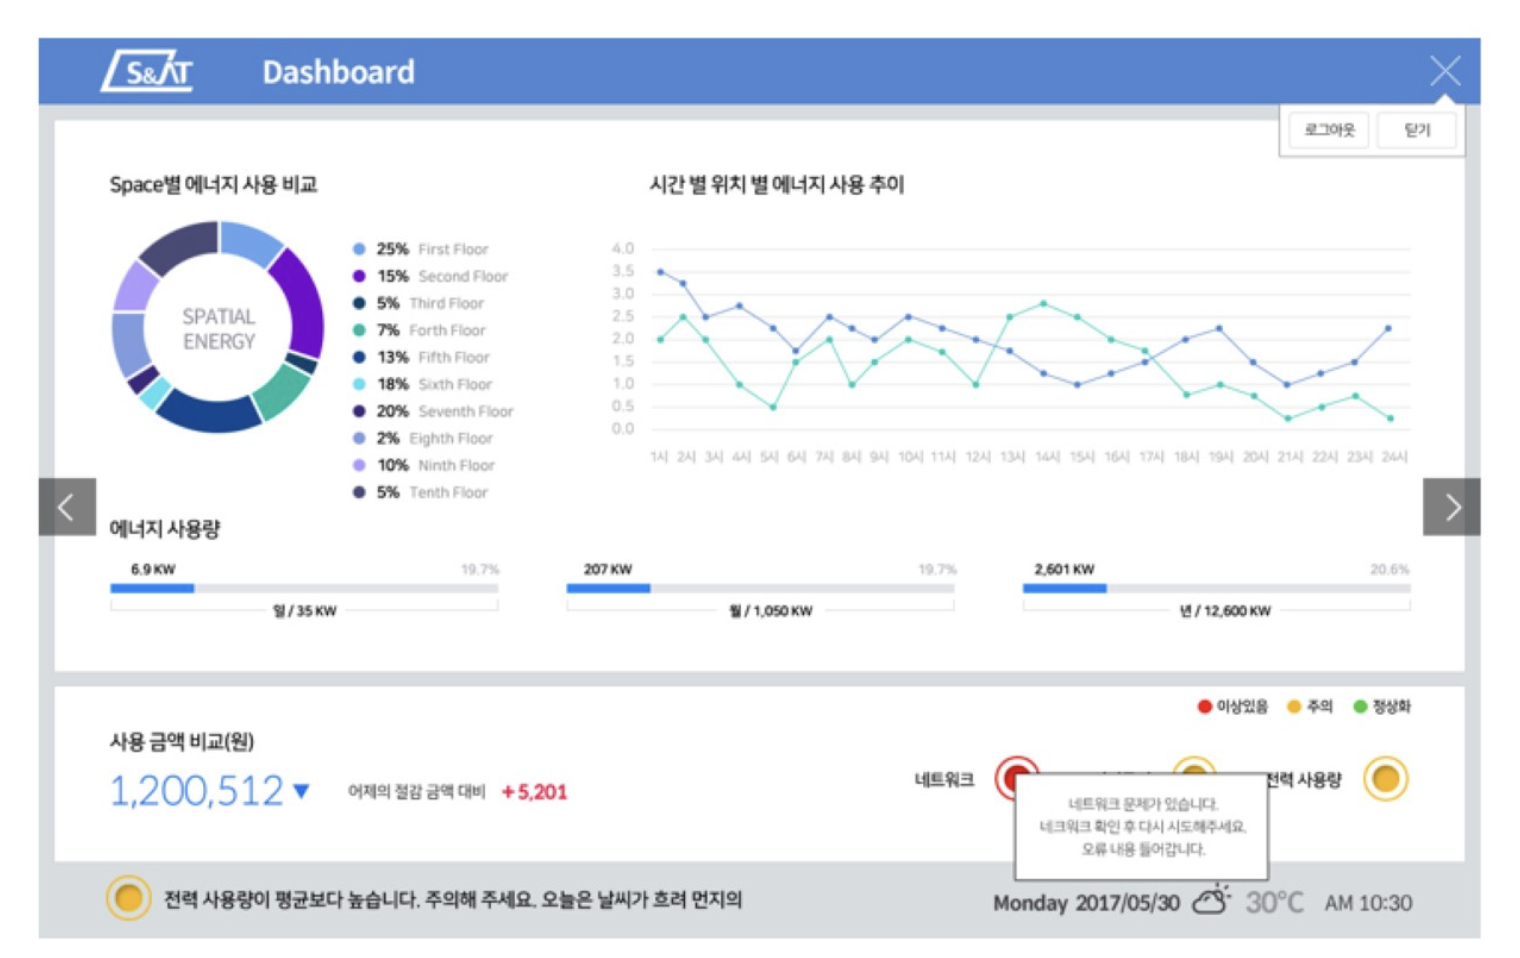 S&AT
Dashboard
로그아웃 닫기
Space별 에너지 사용 비교
SPATIAL
ENERGY
25% First Floor
15% Second Floor
5% Third Floor
7% Forth Floor
13% Fifth Floor
18% Sixth Floor
20% Seventh Floor
2% Eighth Floor
10% Ninth Floor
5% Tenth Floor
시간 별 위치 별 에너지 사용 추이
4.0
3.5
3.0
2.5
2.0
1.5
1.0
0.5
0.0
1시 2시 3시 4시 5시 6시 7시 8시 9시 10시 11시 12시 13시 14시 15시 16시 17시 18시 19시 20시 21시 22시 23시 24시
에너지 사용량
6.9 KW 19.7%
일 / 35 KW
207 KW 19.7%
월 / 1,050 KW
2,601 KW 20.6%
년 / 12,600 KW
이상있음 주의 정상화
사용 금액 비교(원)
1,200,512 ▼ 어제의 절감 금액 대비 + 5,201
네트워크
전력 사용량
네트워크 문제가 있습니다.
네크워크 확인 후 다시 시도해주세요.
오류 내용 들어갑니다.
전력 사용량이 평균보다 높습니다. 주의해 주세요. 오늘은 날씨가 흐려 먼지의
Monday 2017/05/30 30°C AM 10:30